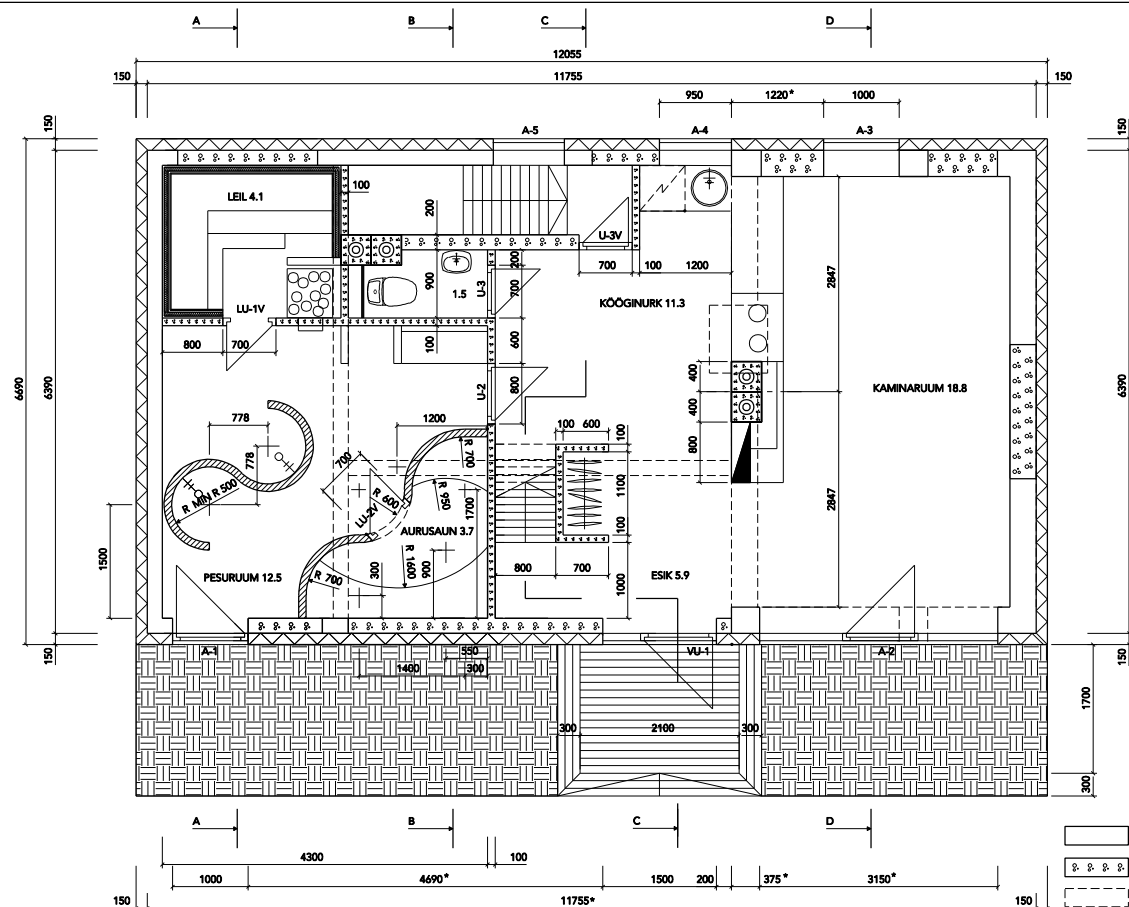 A B C D
12055
150 11755 150
950 1220* 1000
A-5 A-4 A-3
150 150
LEIL 4.1
100
200
U-3V
700 100 1200
200
900
1.5
U-3
700
KÖÖGINURK 11.3
2847
LU-1V
800 700
100
600
6690 6390 6390
U-2
800
400
KAMINARUUM 18.8
400
778
1200
100 600 100
778
700
R 700
800
R MIN R 500
R 600
R 950
1700
1100
2847
LU-2V
AURUSAUN 3.7
100
1500
PESURUUM 12.5
R 700
300
R 1600
900
800 700
ESIK 5.9
1000
A-1 VU-1 A-2
150 150
550
1400 300
300 2100 300
1700
300
A B C D
4300 100
1000 4690* 1500 200 375* 3150*
150 11755* 150